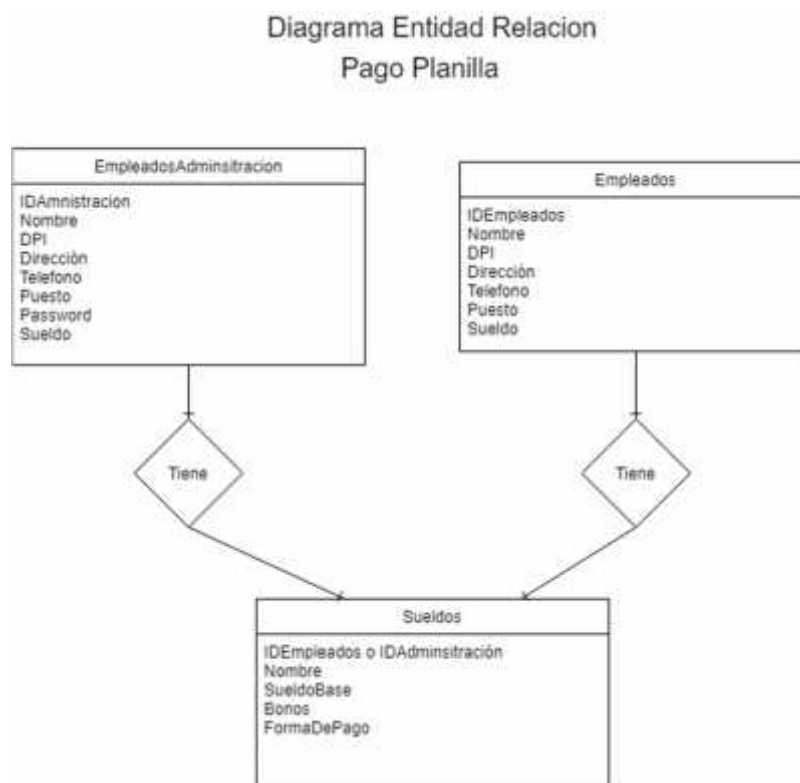 Diagrama Entidad Relacion
Pago Planilla
EmpleadosAdminsitracion
IDAmnistracion
Nombre
DPI
Dirección
Telefono
Puesto
Password
Sueldo
Empleados
IDEmpleados
Nombre
DPI
Dirección
Telefono
Puesto
Sueldo
Tiene
Tiene
Sueldos
IDEmpleados o IDAdminsitración
Nombre
SueldoBase
Bonos
FormaDePago